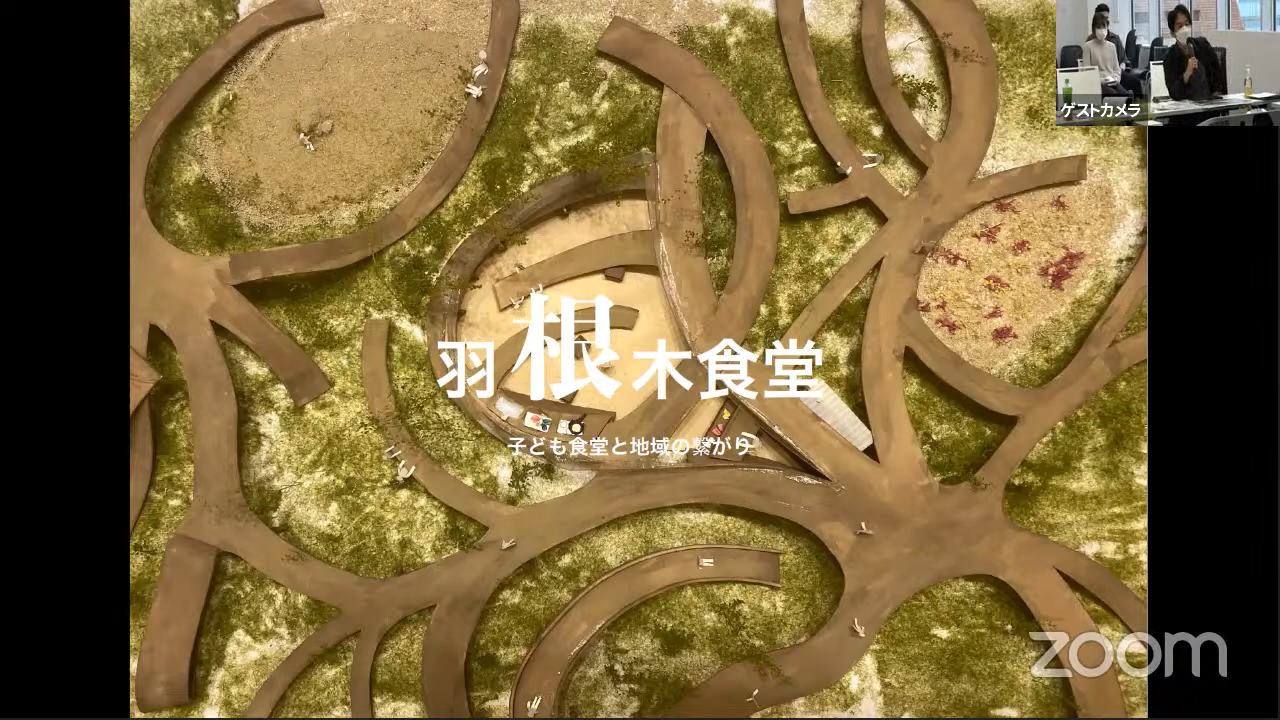 ゲストカメラ
羽根木食堂
子ども食堂と地域の繋がり
zoom